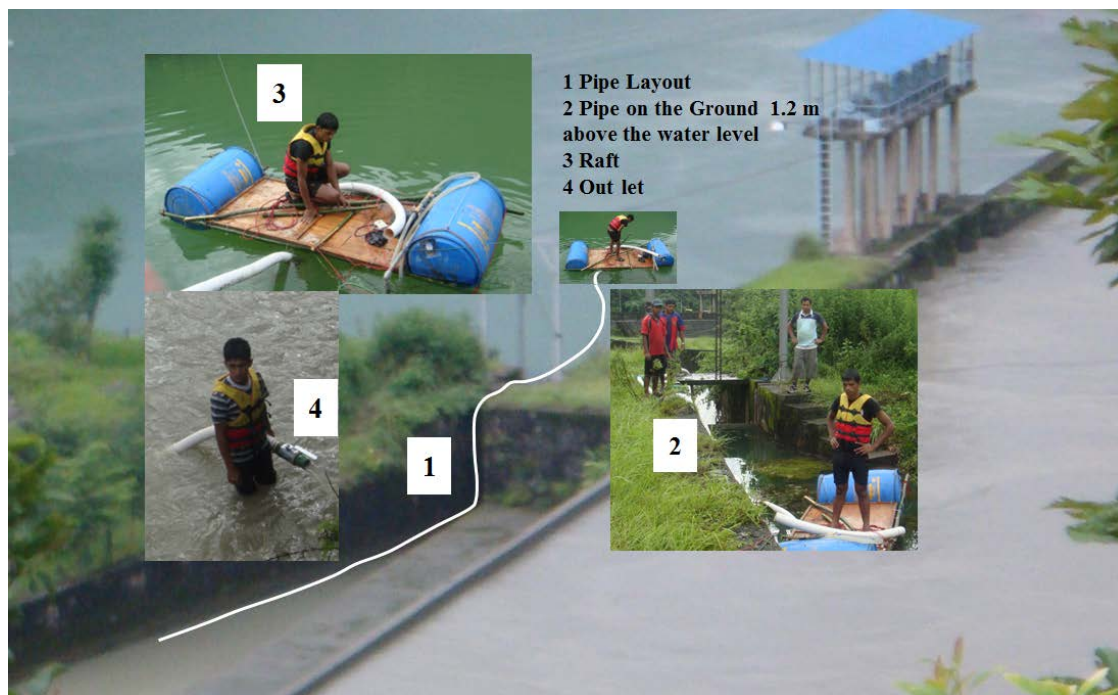 3
1 Pipe Layout
2 Pipe on the Ground 1.2 m
above the water level
3 Raft
4 Out let
4
1
2